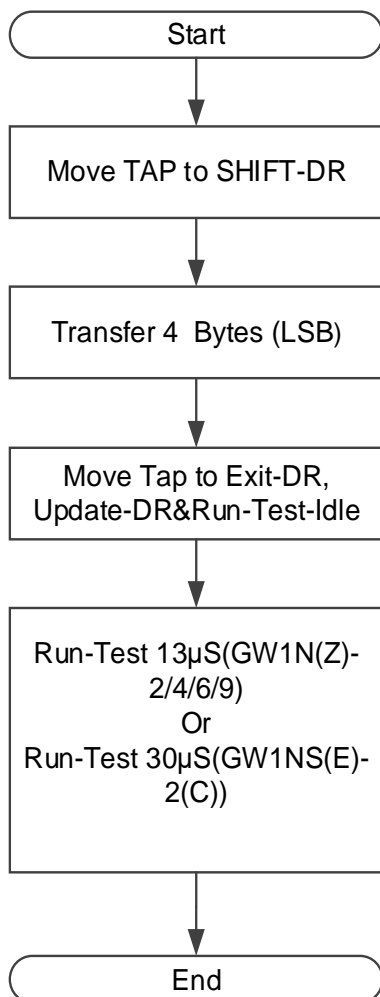 Start
Move TAP to SHIFT-DR
Transfer 4  Bytes (LSB)
Move Tap to Exit-DR,
Update-DR&Run-Test-Idle
Run-Test 13µS(GW1N(Z)-
2/4/6/9)
Or
Run-Test 30µS(GW1NS(E)-
2(C))
End